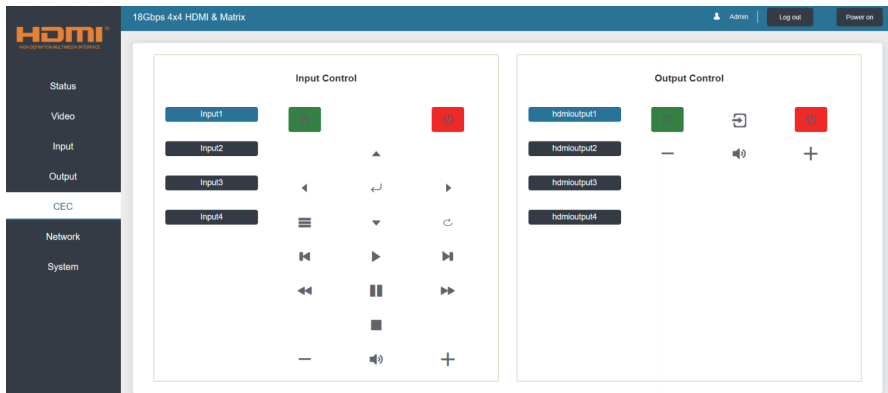 18Gbps 4x4 HDMI & Matrix
Admin
Log out
Power on
HDMI®
HIGH DEFINITION MULTIMEDIA INTERFACE
Status
Video
Input
Output
CEC
Network
System
Input Control
Input1
Input2
Input3
Input4
Output Control
hdmioutput1
hdmioutput2
hdmioutput3
hdmioutput4